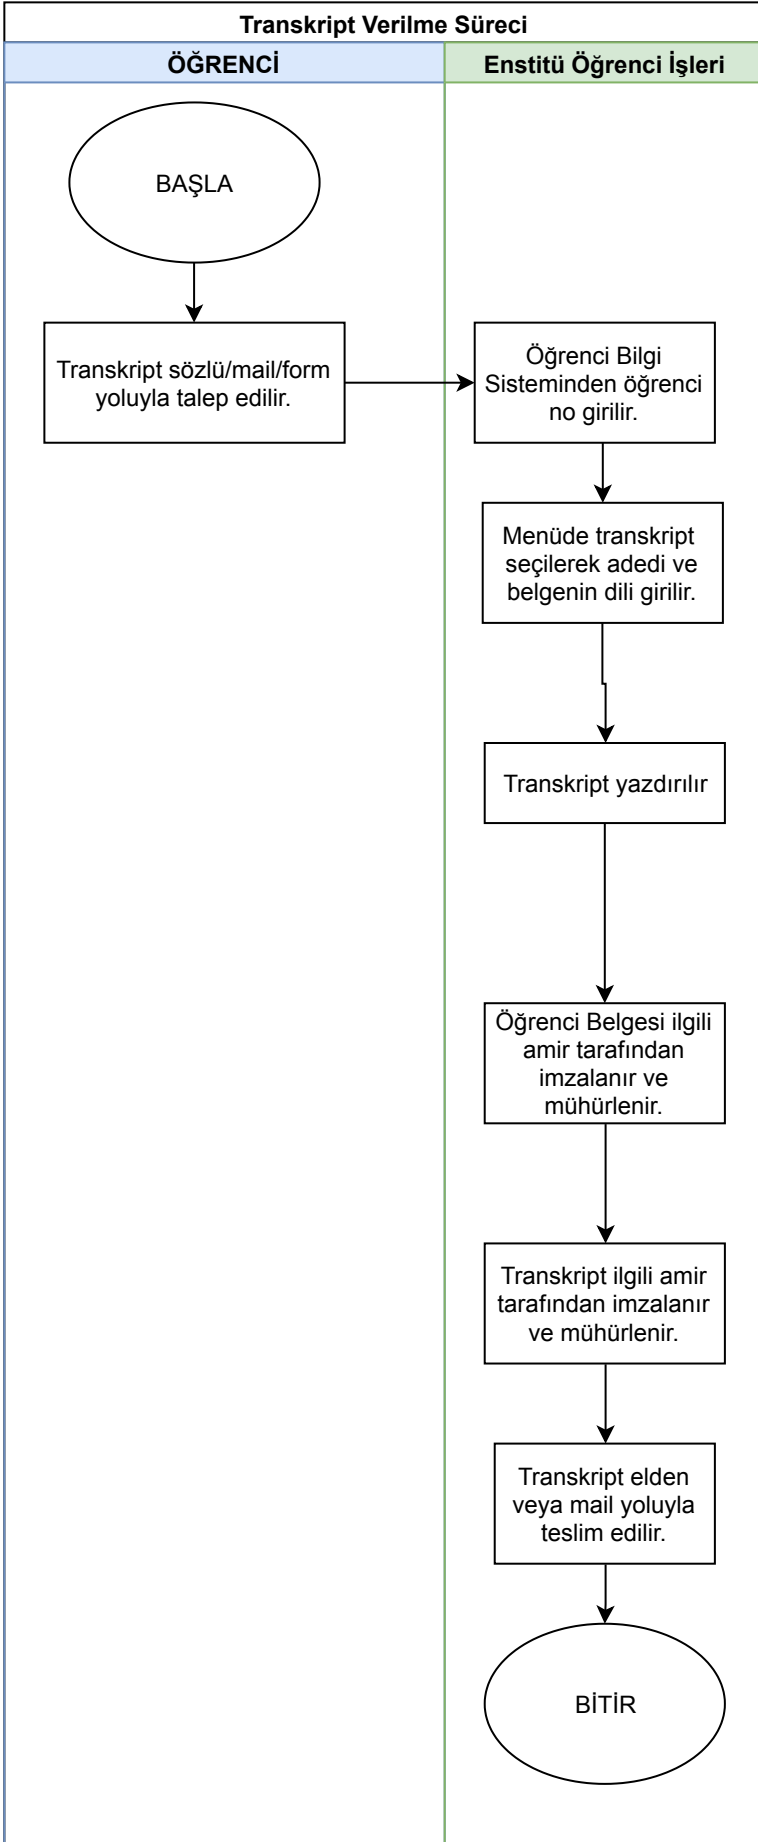 Transkript Verilme Süreci
ÖĞRENCİ
Enstitü Öğrenci İşleri
BAŞLA
Transkript sözlü/mail/form
yoluyla talep edilir.
Öğrenci Bilgi
Sisteminden öğrenci
no girilir.
Menüde transkript
seçilerek adedi ve
belgenin dili girilir.
Transkript yazdırılır
Öğrenci Belgesi ilgili
amir tarafından
imzalanır ve
mühürlenir.
Transkript ilgili amir
tarafından imzalanır
ve mühürlenir.
Transkript elden
veya mail yoluyla
teslim edilir.
BİTİR